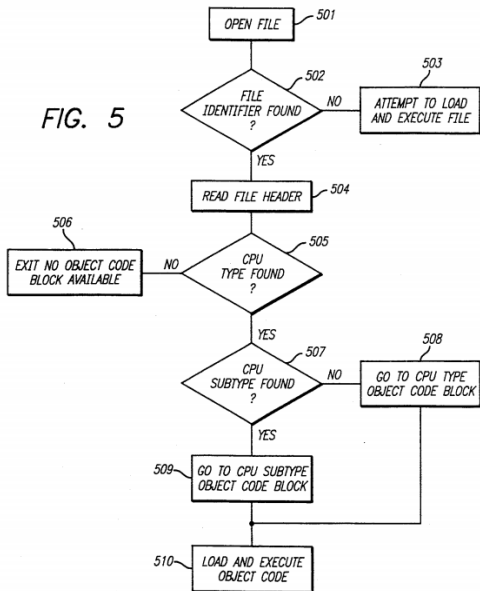 501
OPEN FILE
502
503
FILE
IDENTIFIER FOUND
?
NO
ATTEMPT TO LOAD
AND EXECUTE FILE
FIG. 5
YES
READ FILE HEADER
504
506
505
EXIT NO OBJECT CODE
BLOCK AVAILABLE
NO
CPU
TYPE FOUND
?
YES
507
508
CPU
SUBTYPE FOUND
?
NO
GO TO CPU TYPE
OBJECT CODE BLOCK
YES
509
GO TO CPU SUBTYPE
OBJECT CODE BLOCK
510
LOAD AND EXECUTE
OBJECT CODE